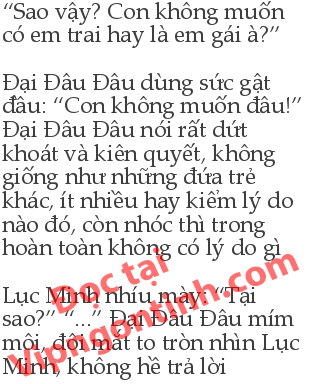 “Sao vậy? Con không muốn
có em trai hay là em gái à?”
Đại Đâu Đâu dùng sức gật
đầu: “Con không muốn đâu!”
Đại Đâu Đâu nói rất dứt
khoát và kiên quyết, không
giống như những đứa trẻ
khác, ít nhiều hay kiểm lý do
nào đó, còn nhóc thì trong
hoàn toàn không có lý do gì
Lục Minh nhíu mày: “Tại
sao?” “...” Đại Đâu Đâu mím
môi, đôi mắt to tròn nhìn Lục
Minh, không hề trả lời
Đọc tại
Vipngontinh.com